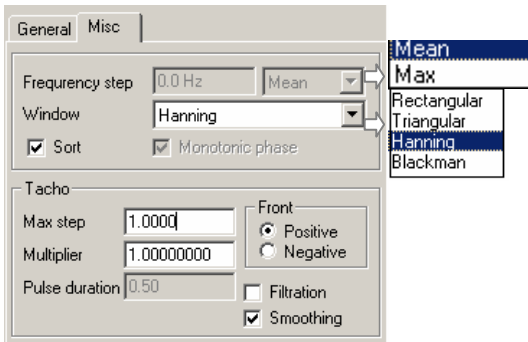 General Misc
Frequrency step 0.0 Hz Mean
Window Hanning
Sort Monotonic phase
Tacho
Max step 1.0000
Multiplier 1.00000000
Pulse duration 0.50
Front
Positive
Negative
Filtration
Smoothing
Mean
Max
Rectangular
Triangular
Hanning
Blackman